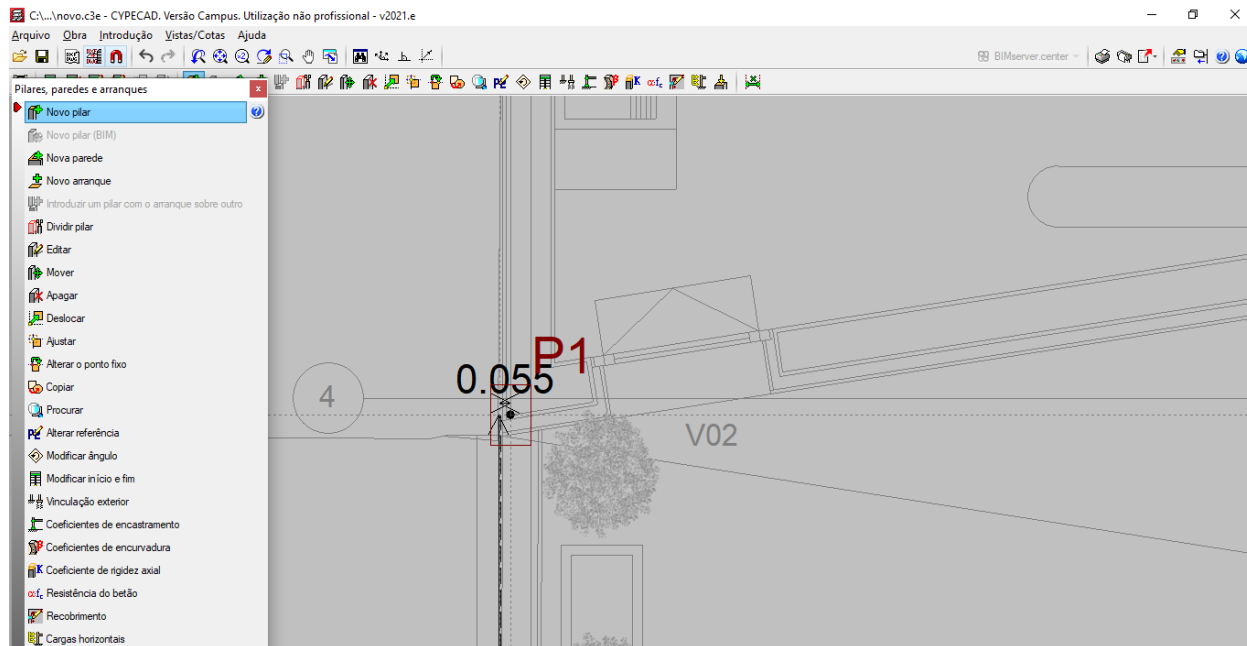 C:\...\novo.c3e - CYPECAD. Versão Campus. Utilização não profissional - v2021.e
Arquivo Obra Introdução Vistas/Cotas Ajuda
BIMserver.center
Pilares, paredes e arranques
Novo pilar
Novo pilar (BIM)
Nova parede
Novo arranque
Introduzir um pilar com o arranque sobre outro
Dividir pilar
Editar
Mover
Apagar
Deslocar
Ajustar
Alterar o ponto fixo
Copiar
Procurar
Alterar referência
Modificar ângulo
Modificar início e fim
Vinculação exterior
Coeficientes de encastramento
Coeficientes de encurvadura
Coeficiente de rigidez axial
Resistência do betão
Recobrimento
Cargas horizontais
P1
0.055
4
V02